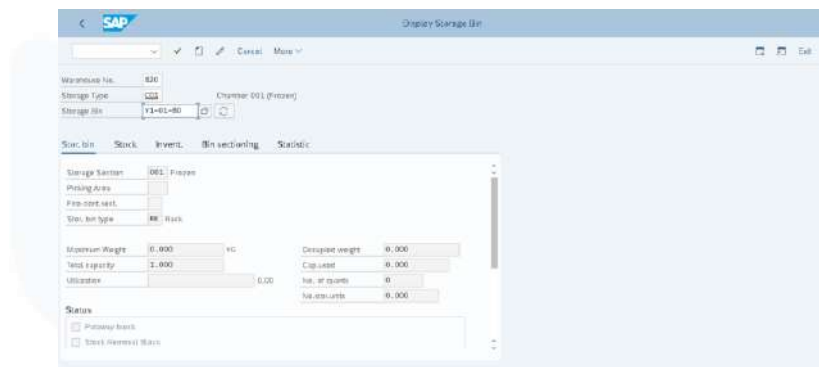 SAP
Display Storage Bin
Cancel More
Exit
Warehouse No. 820
Storage Type C01 Chamber 001 (Frozen)
Storage Bin Y1-01-B0
Stor. bin Stock Invent. Bin sectioning Statistic
Storage Section 001 Frozen
Picking Area
Fire-cont.sect.
Stor. bin type Rack
Maximum Weight 0.000 KG Occupied weight 0.000
Total capacity 1.000 Cap.used 0.000
Utilization 0.00 No. of quants 0
No.stor.units 0.000
Status
Putaway block
Stock Removal Block